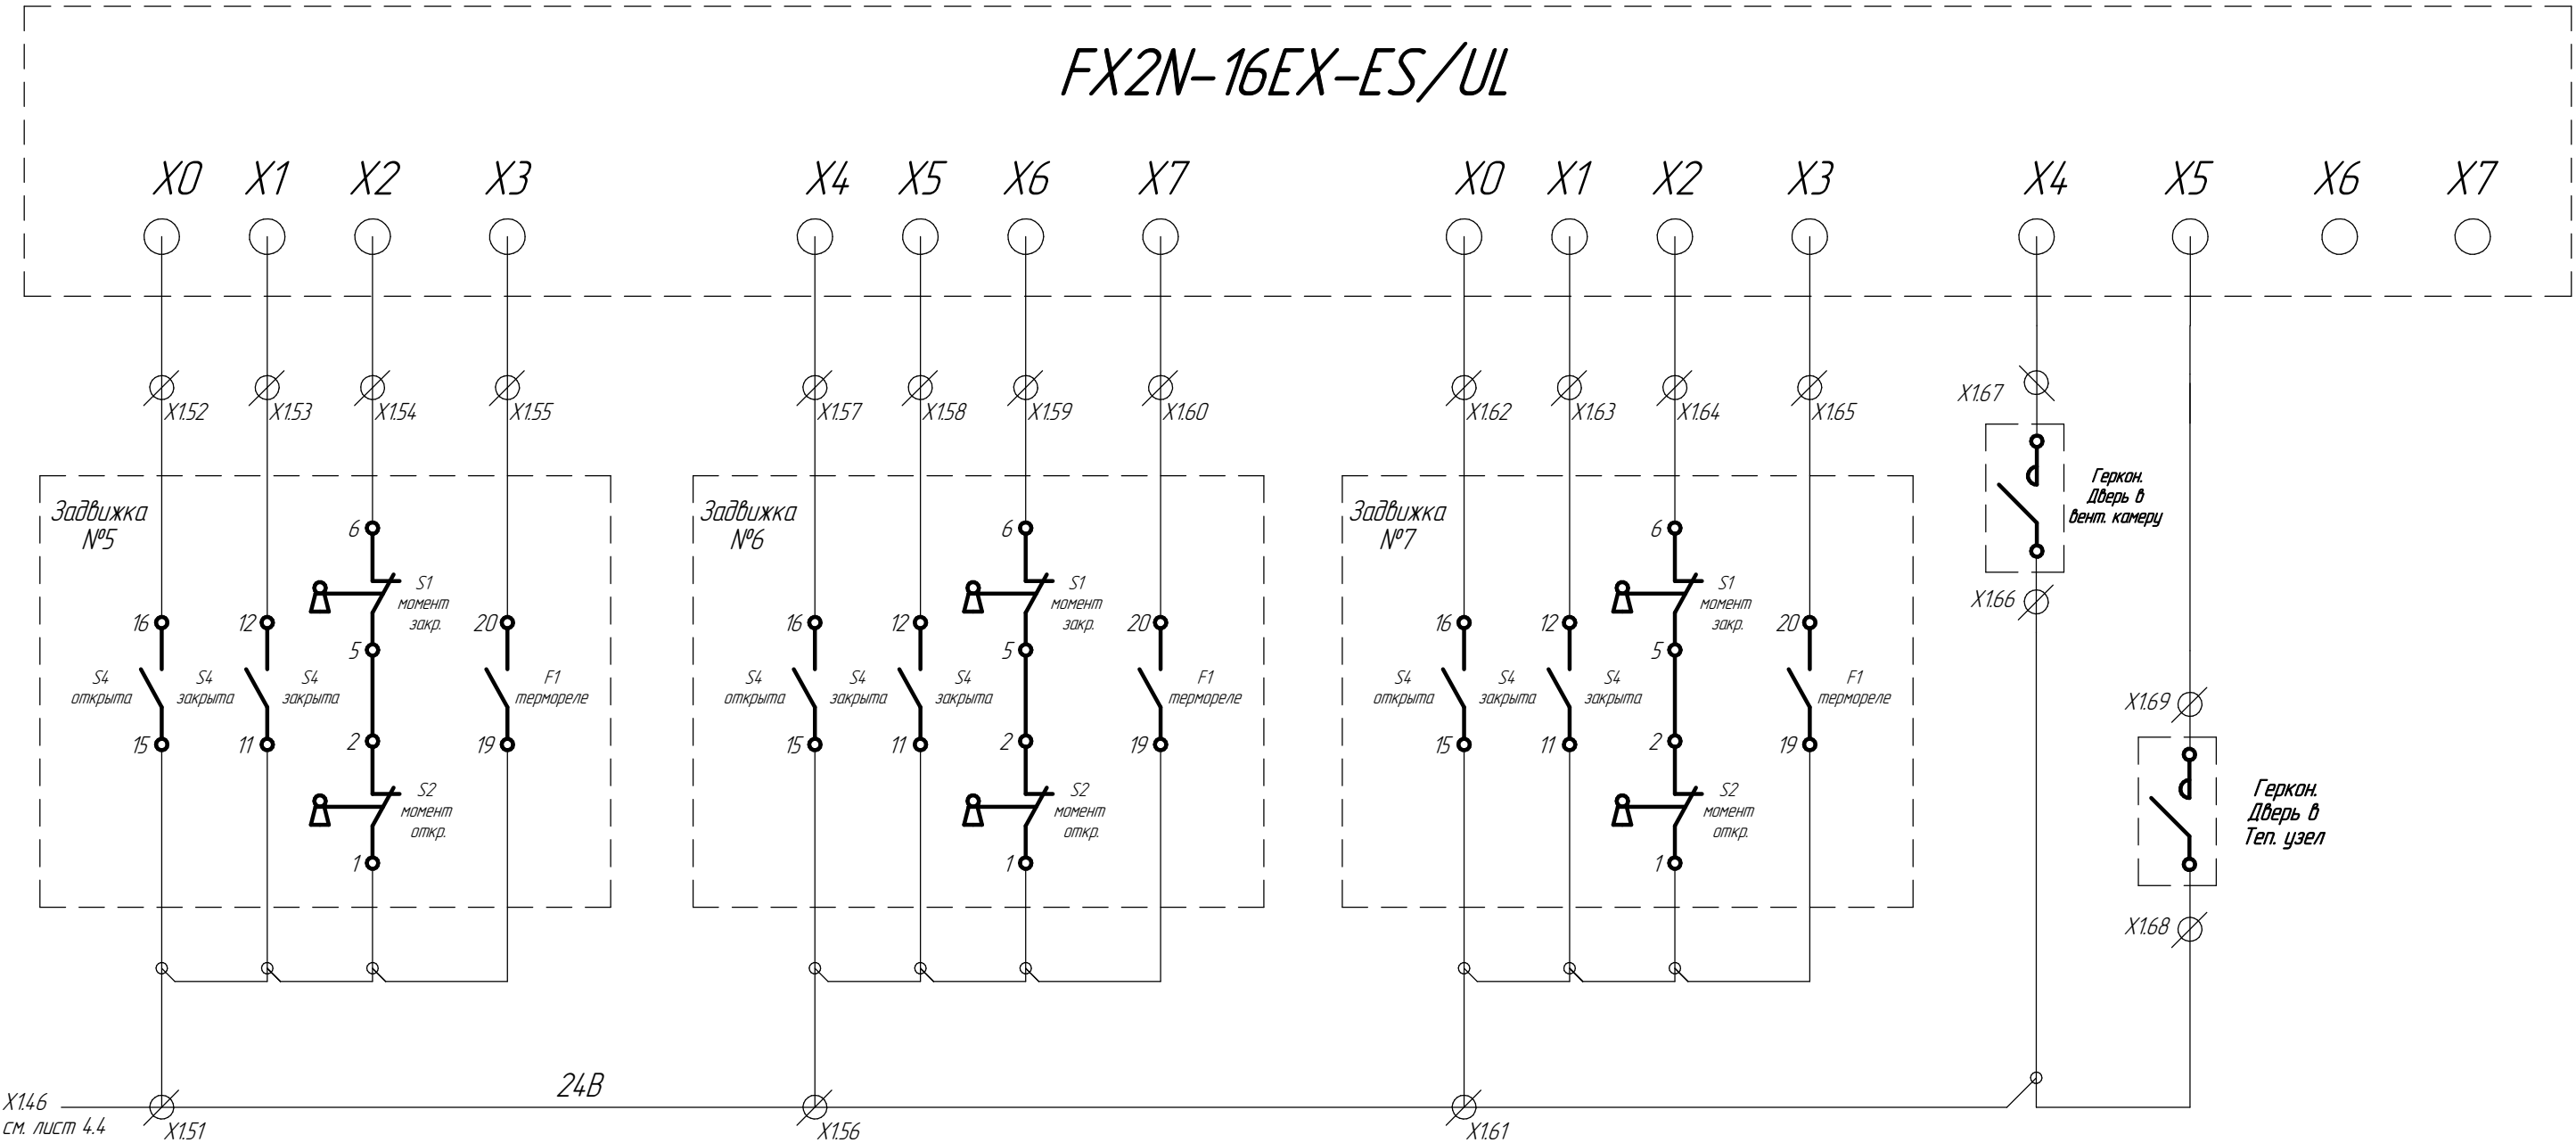 FX2N-16EX-ES/UL
X0 X1 X2 X3 X4 X5 X6 X7 X0 X1 X2 X3 X4 X5 X6 X7
X1.52 X1.53 X1.54 X1.55 X1.57 X1.58 X1.59 X1.60 X1.62 X1.63 X1.64 X1.65 X1.67
Задвижка
№5
6
S1
момент
закр.
16 12 5 20
S4
открыта
S4
закрыта
S4
закрыта
F1
термореле
15 11 2 19
S2
момент
откр.
1
Задвижка
№6
6
S1
момент
закр.
16 12 5 20
S4
открыта
S4
закрыта
S4
закрыта
F1
термореле
15 11 2 19
S2
момент
откр.
1
Задвижка
№7
6
S1
момент
закр.
16 12 5 20
S4
открыта
S4
закрыта
S4
закрыта
F1
термореле
15 11 2 19
S2
момент
откр.
1
Геркон.
Дверь в
вент. камеру
X1.66
X1.69
Геркон.
Дверь в
Теп. узел
X1.68
24В
X1.46
см. лист 4.4
X1.51 X1.56 X1.61